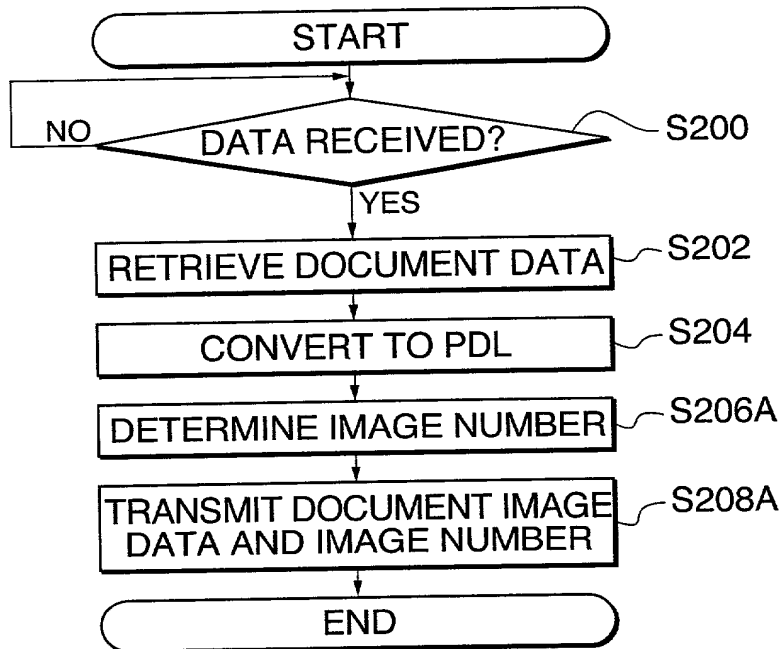 START
DATA RECEIVED?
S200
NO
YES
RETRIEVE DOCUMENT DATA
S202
CONVERT TO PDL
S204
DETERMINE IMAGE NUMBER
S206A
TRANSMIT DOCUMENT IMAGE
DATA AND IMAGE NUMBER
S208A
END